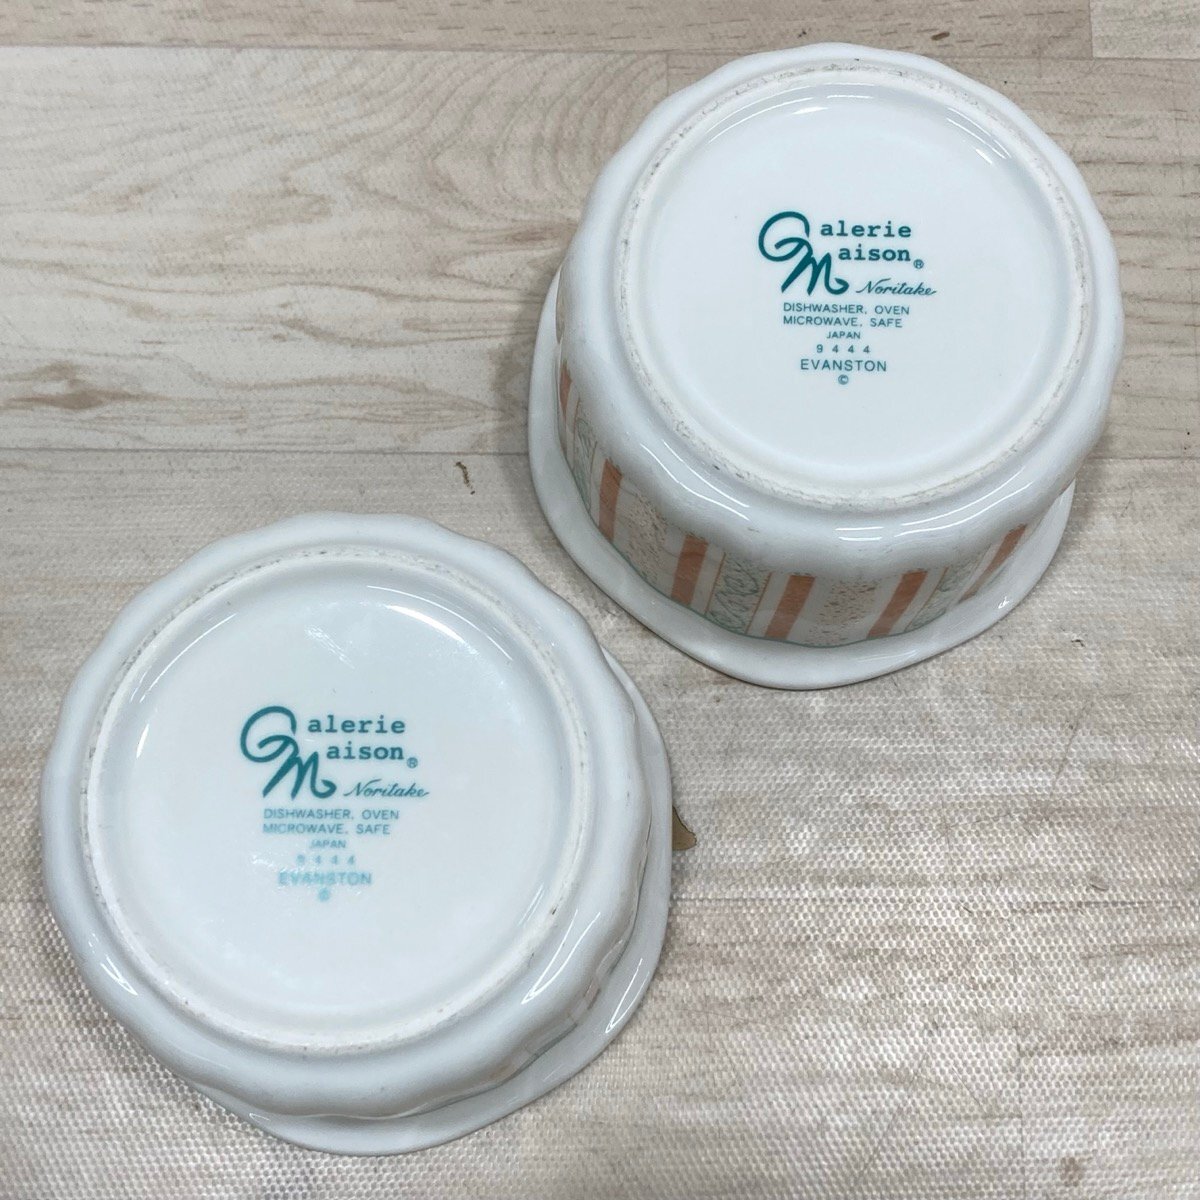 Galerie
Maison®
Noritake
DISHWASHER, OVEN
MICROWAVE, SAFE
JAPAN
9444
EVANSTON
©
Galerie
Maison®
Noritake
DISHWASHER, OVEN
MICROWAVE, SAFE
JAPAN
9444
EVANSTON
©